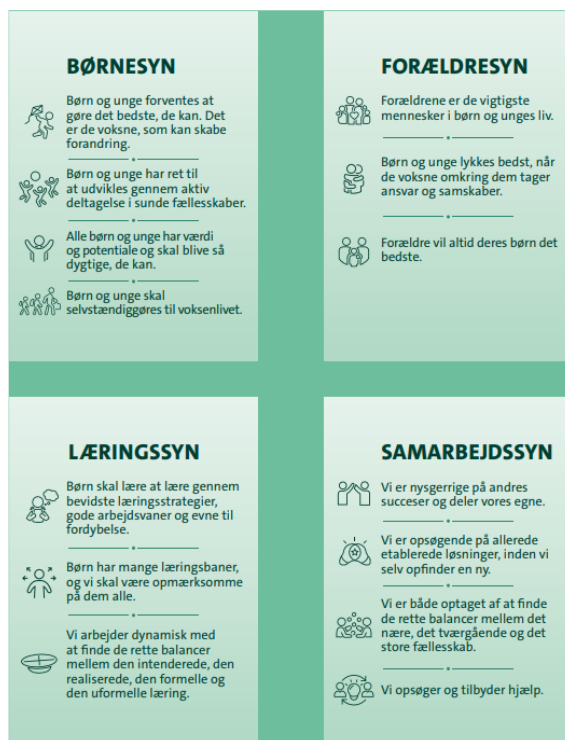 BØRNESYN
Børn og unge forventes at
gøre det bedste, de kan. Det
er de voksne, som kan skabe
forandring.
Børn og unge har ret til
at udvikles gennem aktiv
deltagelse i sunde fællesskaber.
Alle børn og unge har værdi
og potentiale og skal blive så
dygtige, de kan.
Børn og unge skal
selvstændiggøres til voksenlivet.
FORÆLDRESYN
Forældrene er de vigtigste
mennesker i børn og unges liv.
Børn og unge lykkes bedst, når
de voksne omkring dem tager
ansvar og samskaber.
Forældre vil altid deres børn det
bedste.
LÆRINGSSYN
Børn skal lære at lære gennem
bevidste læringsstrategier,
gode arbejdsvaner og evne til
fordybelse.
Børn har mange læringsbaner,
og vi skal være opmærksomme
på dem alle.
Vi arbejder dynamisk med
at finde de rette balancer
mellem den intenderede, den
realiserede, den formelle og
den uformelle læring.
SAMARBEJDSSYN
Vi er nysgerrige på andres
succeser og deler vores egne.
Vi er opsøgende på allerede
etablerede løsninger, inden vi
selv opfinder en ny.
Vi er både optaget af at finde
de rette balancer mellem det
nære, det tværgående og det
store fællesskab.
Vi opsøger og tilbyder hjælp.